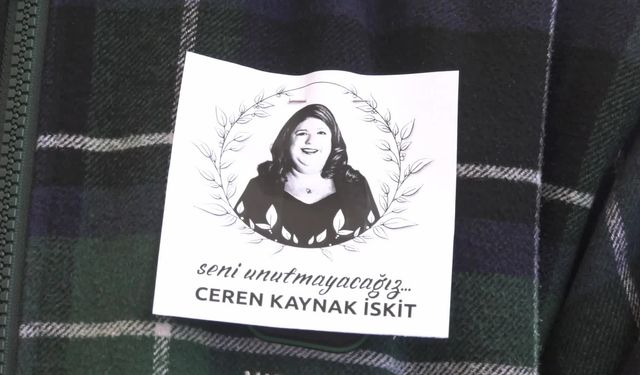 seni unutmayacağız...
CEREN KAYNAK İSKİT